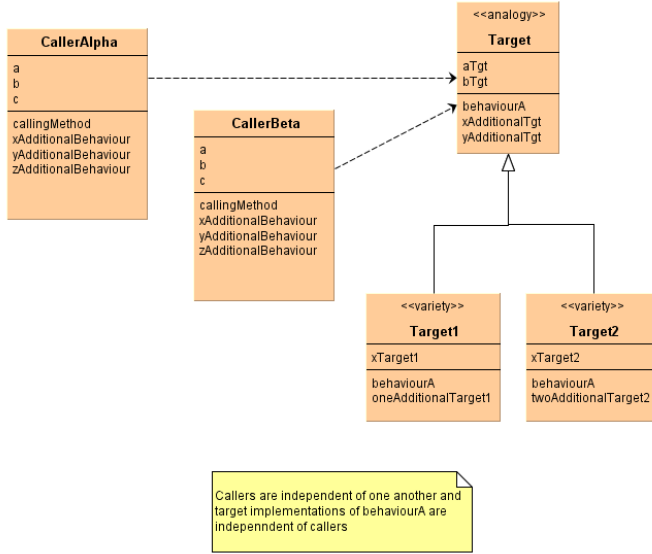 CallerAlpha
a
b
c
callingMethod
xAdditionalBehaviour
yAdditionalBehaviour
zAdditionalBehaviour
CallerBeta
a
b
c
callingMethod
xAdditionalBehaviour
yAdditionalBehaviour
zAdditionalBehaviour
<<analogy>>
Target
aTgt
bTgt
behaviourA
xAdditionalTgt
yAdditionalTgt
<<variety>>
Target1
xTarget1
behaviourA
oneAdditionalTarget1
<<variety>>
Target2
xTarget2
behaviourA
twoAdditionalTarget2
Callers are independent of one another and
target implementations of behaviourA are
indepenndent of callers